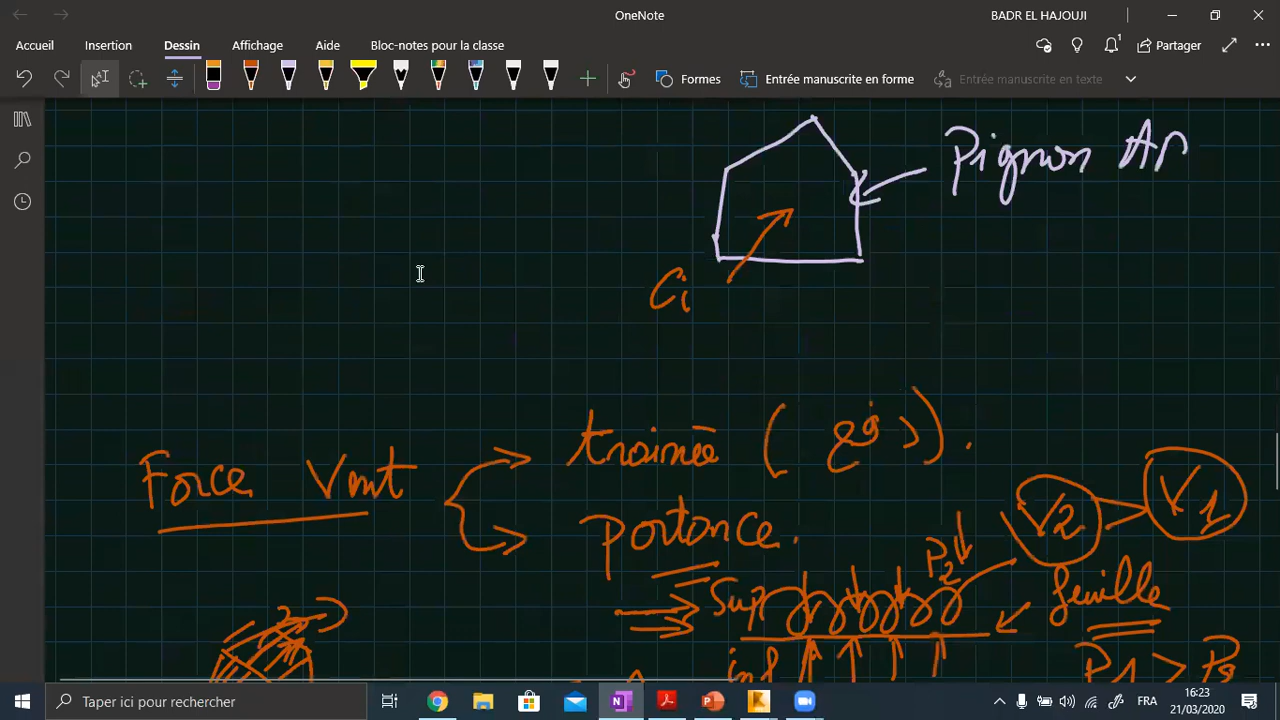 OneNote
BADR EL HAJOUJI
Accueil Insertion Dessin Affichage Aide Bloc-notes pour la classe
Partager
Formes
Entrée manuscrite en forme
Entrée manuscrite en texte
Pignon AR
Ci
trainée
Force Vent
portance.
V2 V1
P2
Sup
feuille
inf
P1 > P2
Taper ici pour rechercher
FRA
16:23
21/03/2020